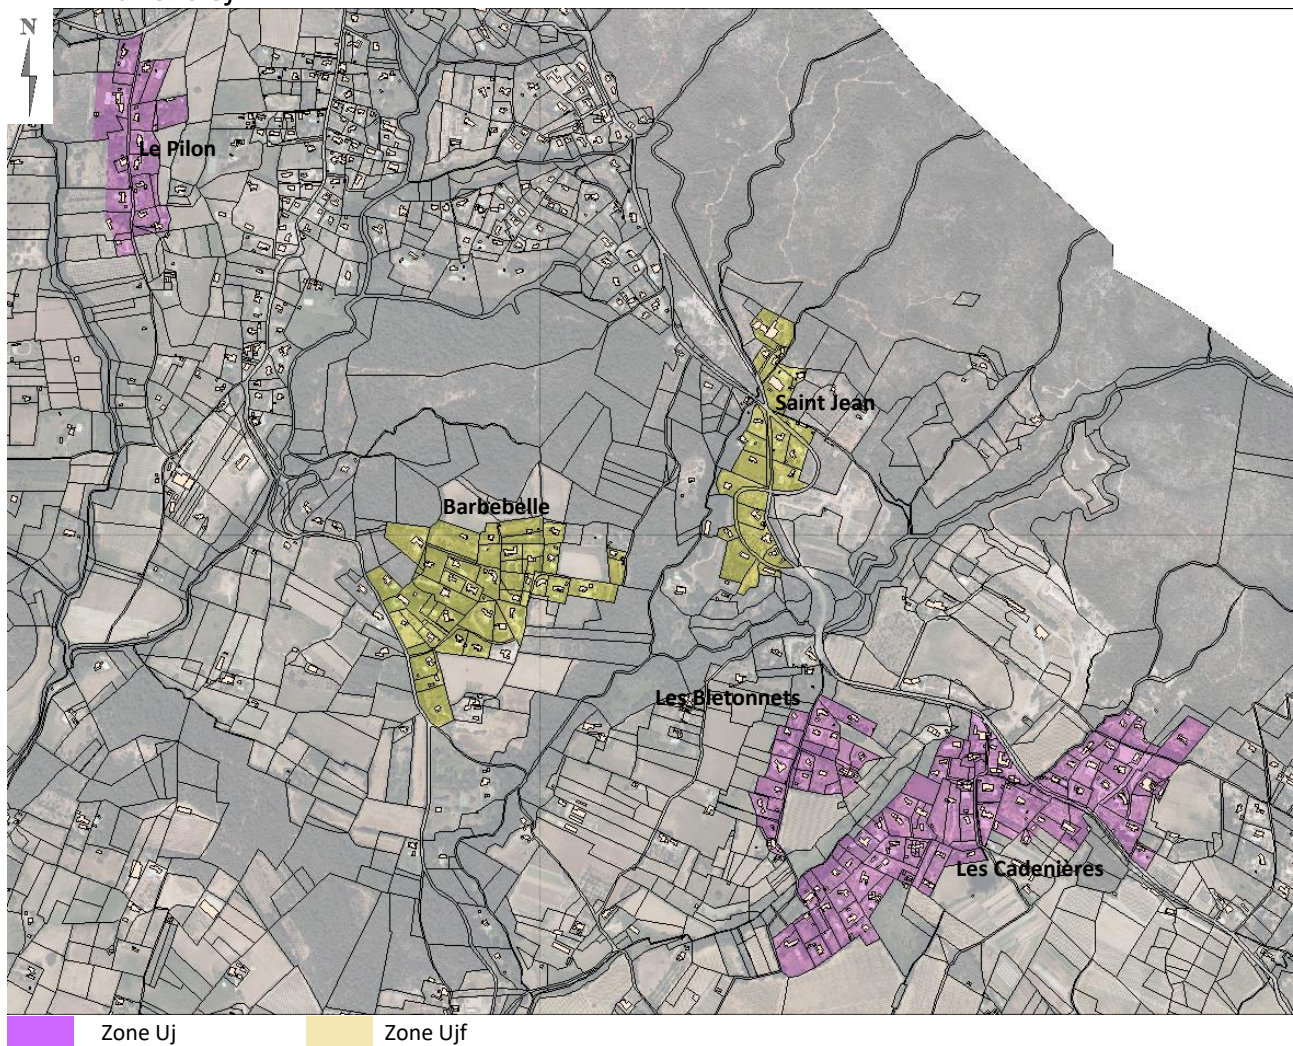 N
Le Pilon
Saint Jean
Barbebelle
Les Bletonnets
Les Cadenières
Zone Uj
Zone Ujf